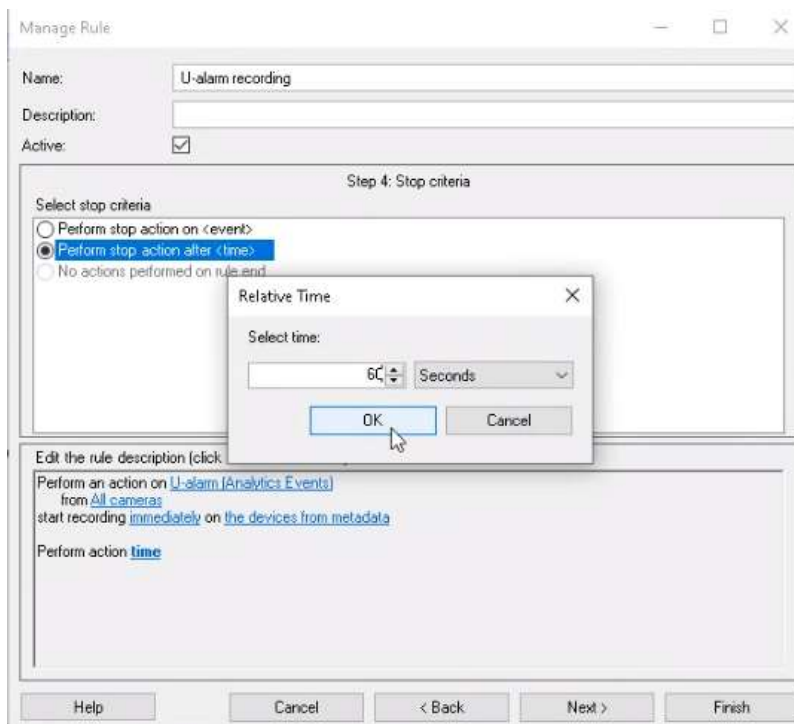 Manage Rule
Name: U-alarm recording
Description:
Active:
Step 4: Stop criteria
Select stop criteria
Perform stop action on <event>
Perform stop action after <time>
No actions performed on rule end
Relative Time
Select time:
60 Seconds
OK Cancel
Edit the rule description (click
Perform an action on U-alarm (Analytics Events)
from All cameras
start recording immediately on the devices from metadata
Perform action time
Help Cancel < Back Next > Finish